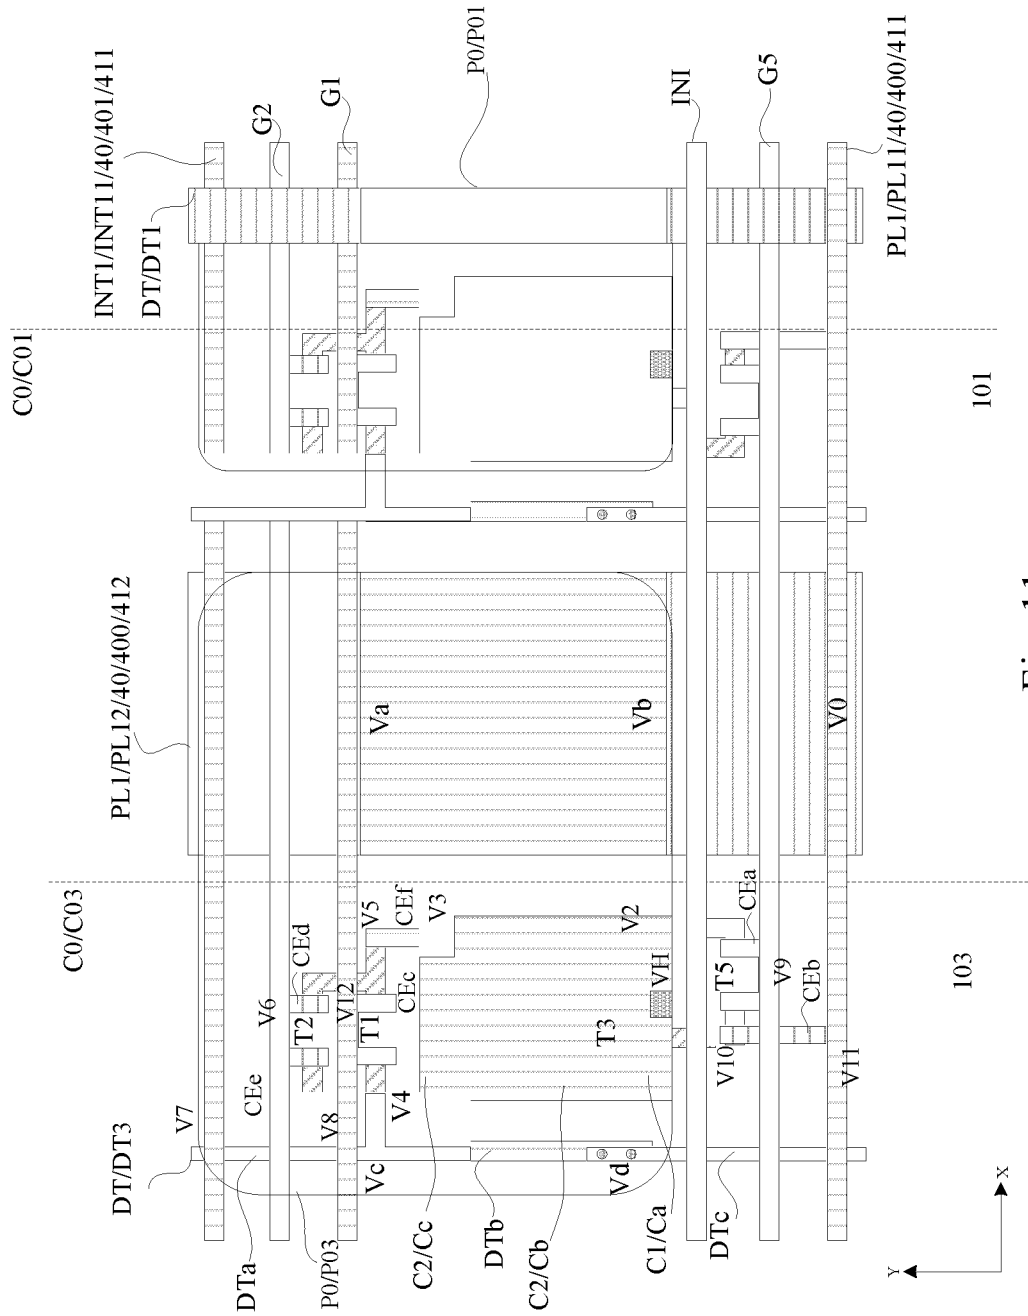 C0/C01
INT1/INT11/40/401/411
DT/DT1
G2
G1
P0/P01
INI
G5
PL1/PL11/40/400/411
101
PL1/PL12/40/400/412
Va
Vb
V0
C0/C03
CEd
V6
T2
V12
T1
V5
CEf
CEc
V3
V2
VH
T3
T5
CEa
V9
CEb
103
CEe
V7
V8
V4
V10
V11
DT/DT3
Vc
Vd
DTa
P0/P03
C2/Cc
DTb
C2/Cb
C1/Ca
DTc
Y
X